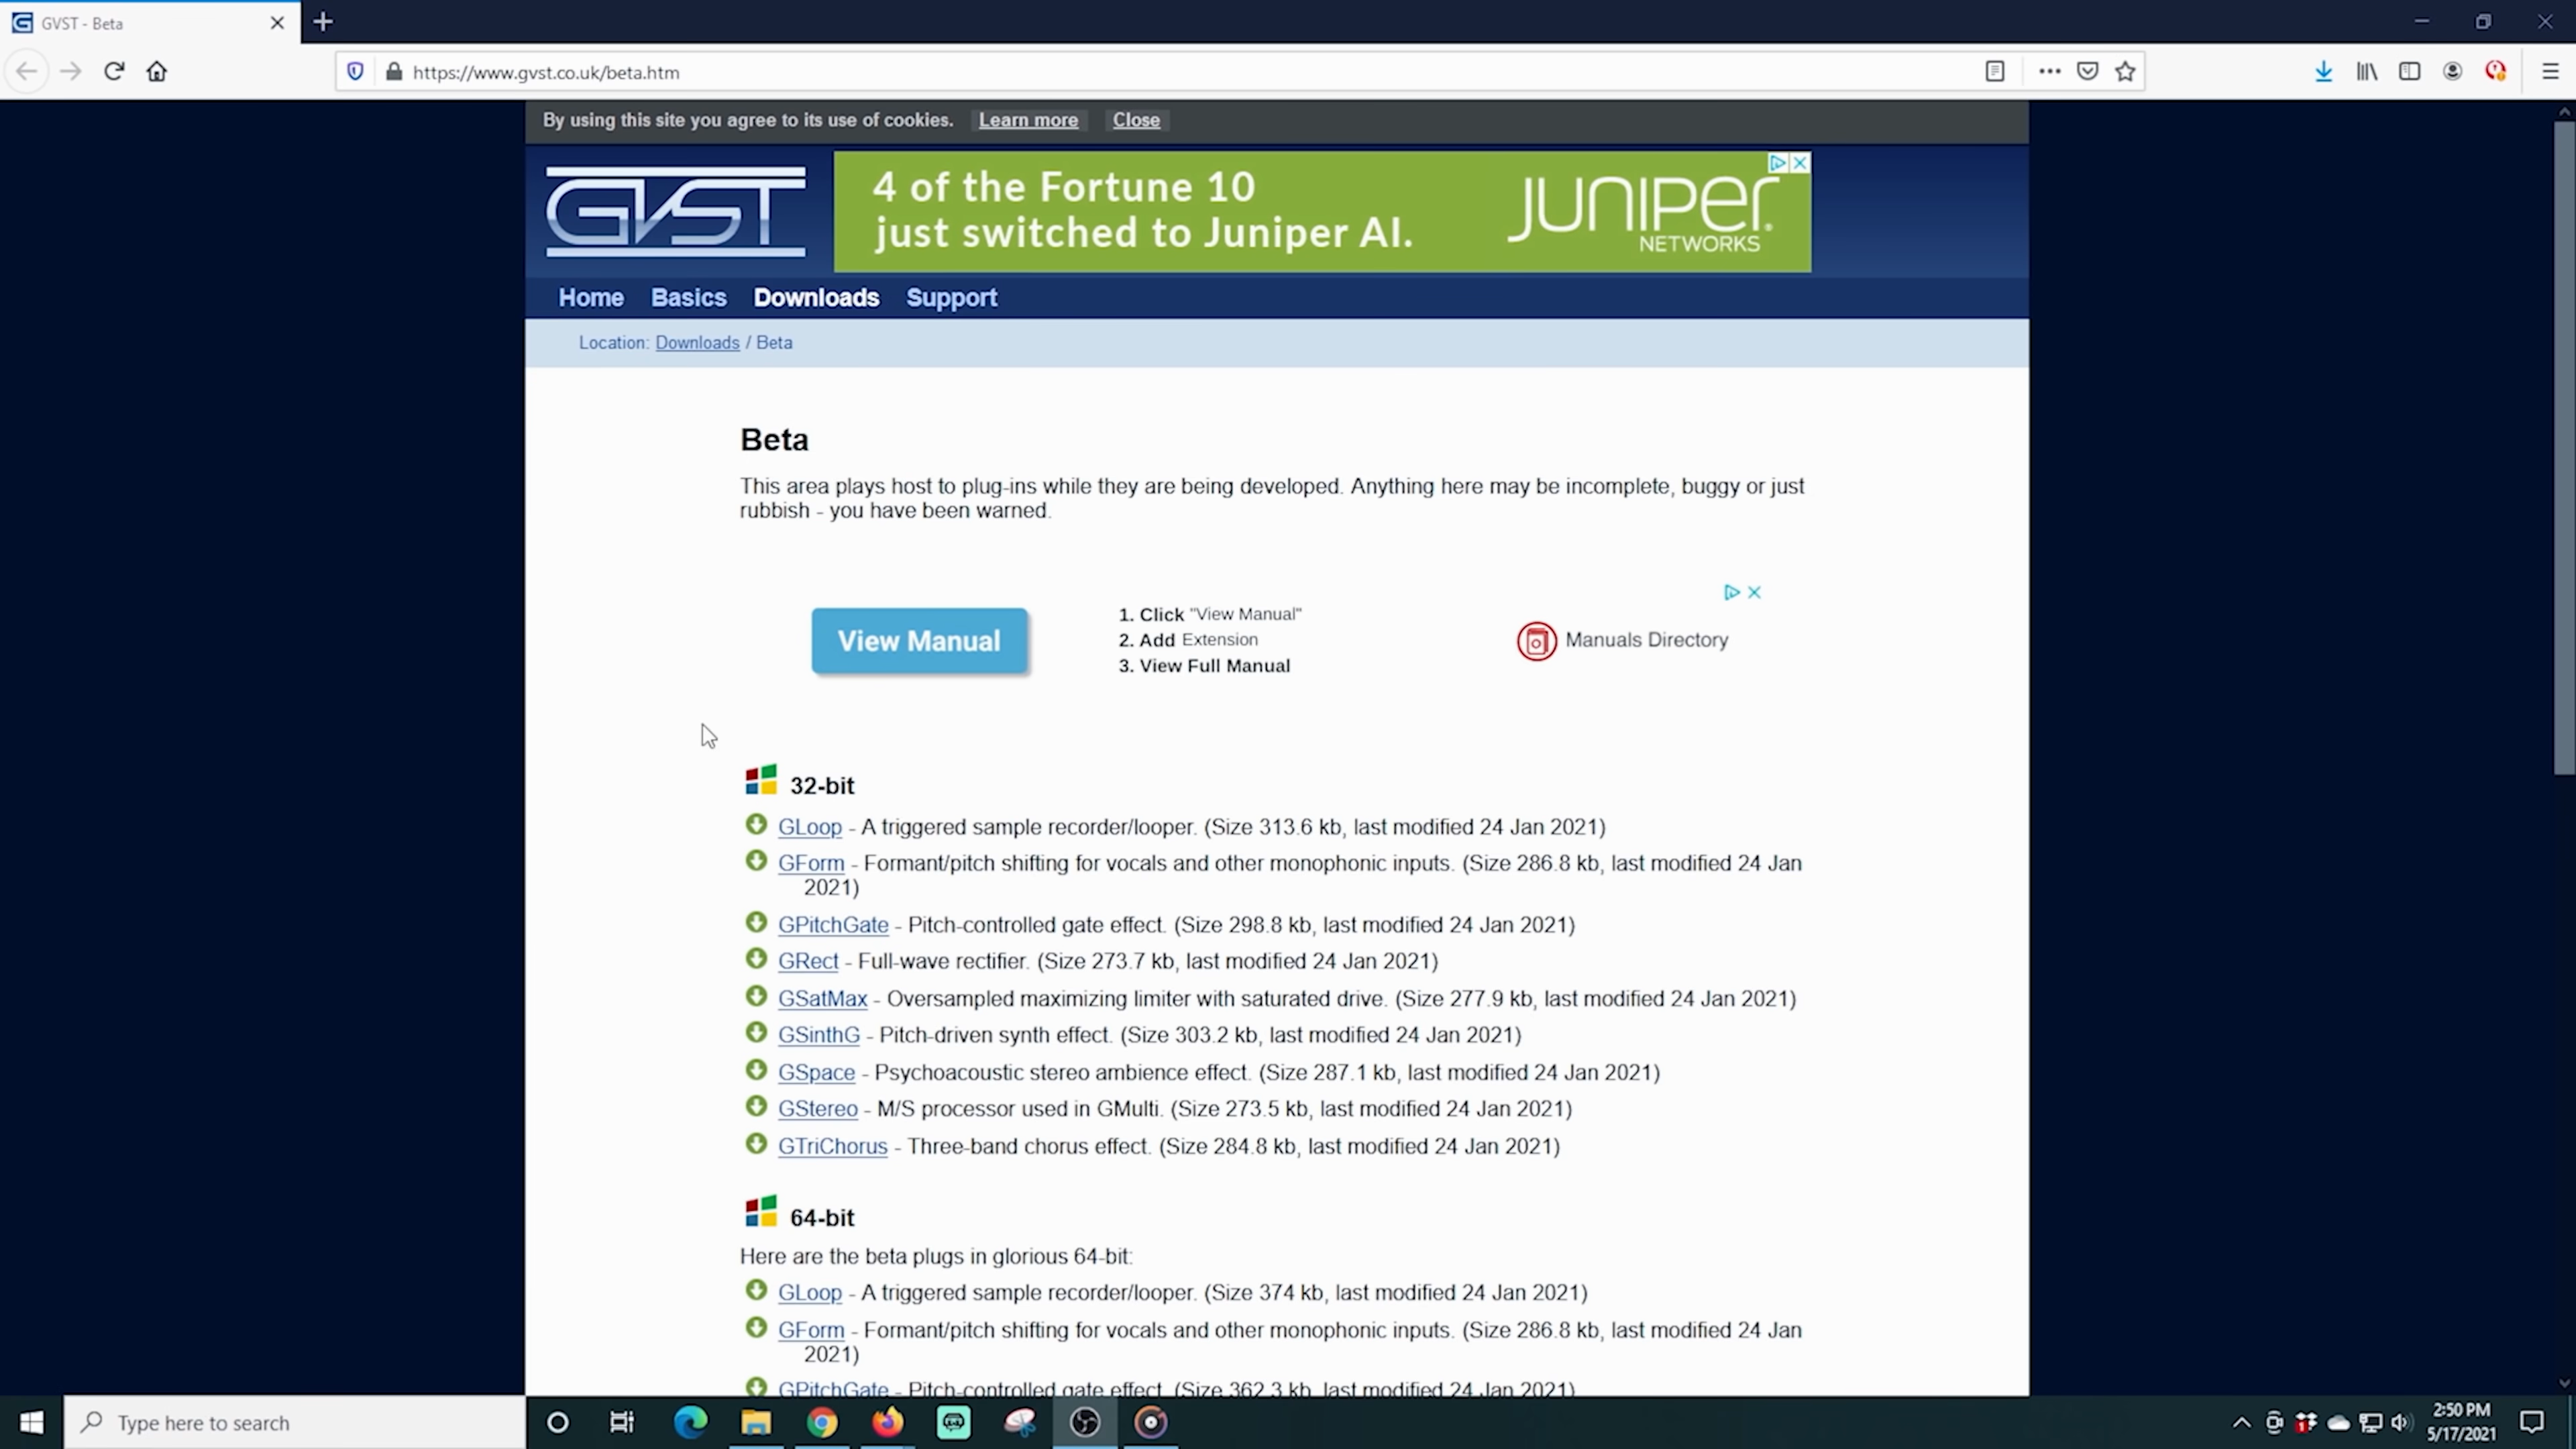 GVST - Beta
https://www.gvst.co.uk/beta.htm
By using this site you agree to its use of cookies. Learn more Close
GVST
4 of the Fortune 10
just switched to Juniper AI.
JUNIPER
NETWORKS
Home Basics Downloads Support
Location: Downloads / Beta
Beta
This area plays host to plug-ins while they are being developed. Anything here may be incomplete, buggy or just
rubbish - you have been warned.
View Manual
1. Click "View Manual"
2. Add Extension
3. View Full Manual
Manuals Directory
32-bit
GLoop - A triggered sample recorder/looper. (Size 313.6 kb, last modified 24 Jan 2021)
GForm - Formant/pitch shifting for vocals and other monophonic inputs. (Size 286.8 kb, last modified 24 Jan
2021)
GPitchGate - Pitch-controlled gate effect. (Size 298.8 kb, last modified 24 Jan 2021)
GRect - Full-wave rectifier. (Size 273.7 kb, last modified 24 Jan 2021)
GSatMax - Oversampled maximizing limiter with saturated drive. (Size 277.9 kb, last modified 24 Jan 2021)
GSinthG - Pitch-driven synth effect. (Size 303.2 kb, last modified 24 Jan 2021)
GSpace - Psychoacoustic stereo ambience effect. (Size 287.1 kb, last modified 24 Jan 2021)
GStereo - M/S processor used in GMulti. (Size 273.5 kb, last modified 24 Jan 2021)
GTriChorus - Three-band chorus effect. (Size 284.8 kb, last modified 24 Jan 2021)
64-bit
Here are the beta plugs in glorious 64-bit:
GLoop - A triggered sample recorder/looper. (Size 374 kb, last modified 24 Jan 2021)
GForm - Formant/pitch shifting for vocals and other monophonic inputs. (Size 286.8 kb, last modified 24 Jan
2021)
GPitchGate - Pitch-controlled gate effect. (Size 362.3 kb, last modified 24 Jan 2021)
Type here to search
2:50 PM
5/17/2021